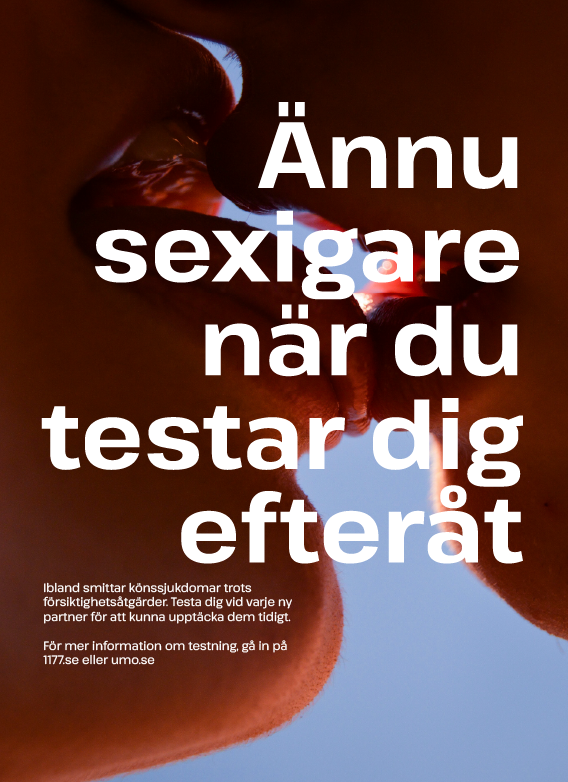 Ännu
sexigare
när du
testar dig
efteråt
Ibland smittar könssjukdomar trots
försiktighetsåtgärder. Testa dig vid varje ny
partner för att kunna upptäcka dem tidigt.
För mer information om testning, gå in på
1177.se eller umo.se